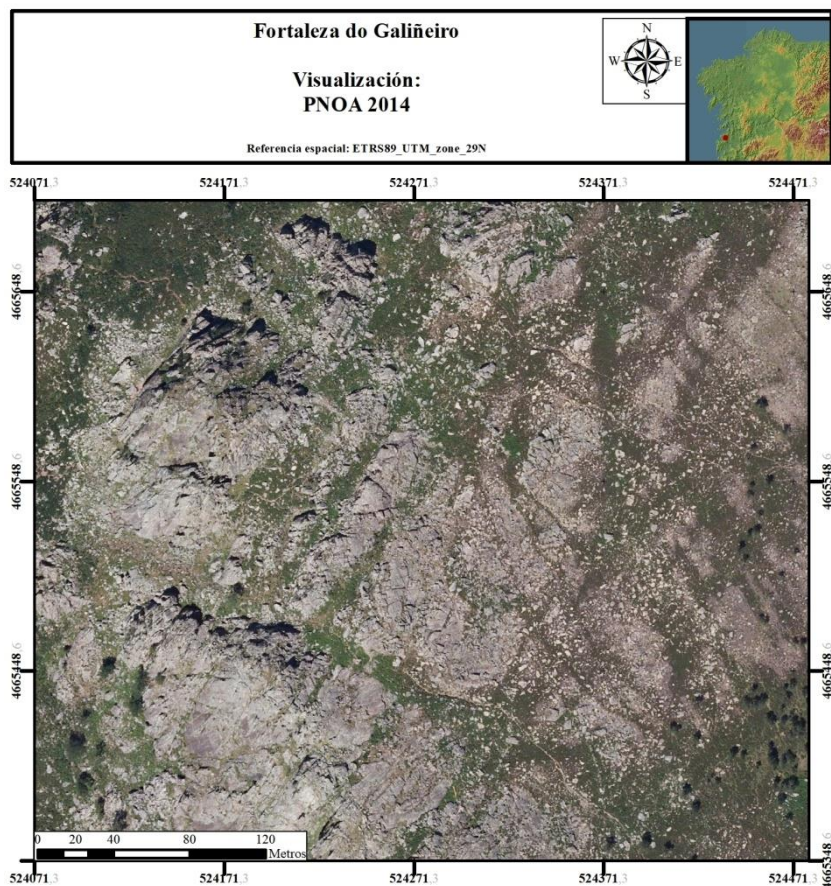 Fortaleza do Galiñeiro
Visualización:
PNOA 2014
Referencia espacial: ETRS89_UTM_zone_29N
N
W E
S
524071,3 524171,3 524271,3 524371,3 524471,3
4665648,6 4665648,6
4665548,6 4665548,6
4665448,6 4665448,6
4665348,6 4665348,6
0 20 40 80 120
Metros
524071,3 524171,3 524271,3 524371,3 524471,3